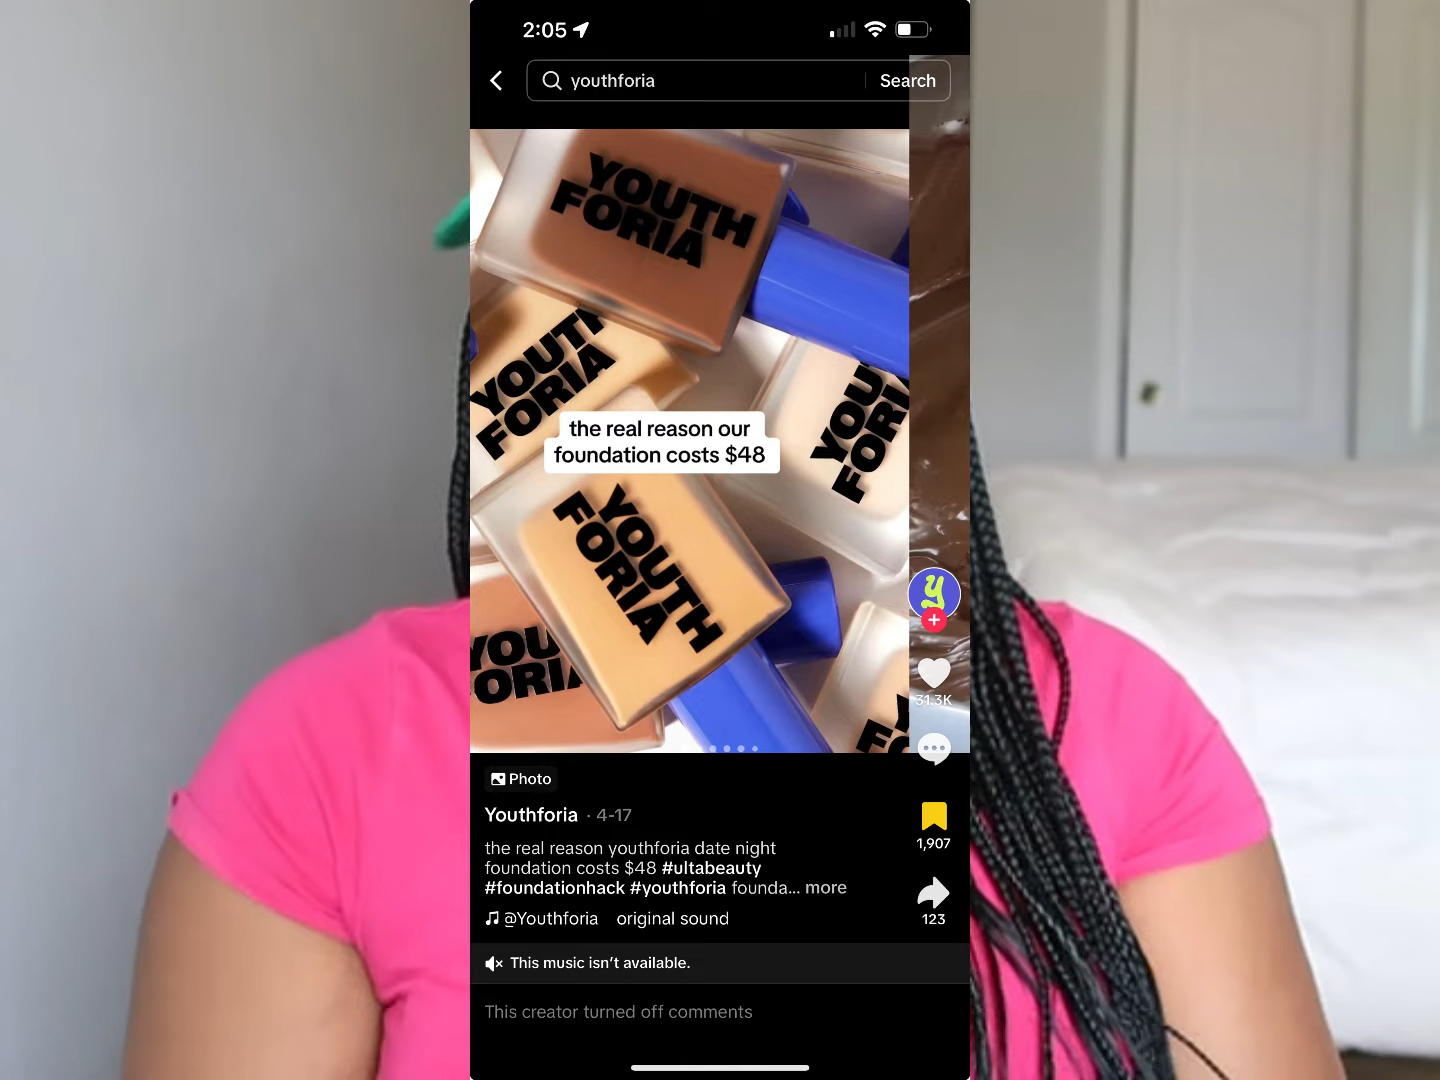 2:05
youthforia
Search
YOUTH
FORIA
YOUTH
FORIA
YOU
FORI
the real reason our
foundation costs $48
YOUTH
FORIA
YOU
ORIA
Y
FO
31.3K
Photo
Youthforia · 4-17
1,907
the real reason youthforia date night
foundation costs $48 #ultabeauty
#foundationhack #youthforia founda... more
123
@Youthforia original sound
This music isn't available.
This creator turned off comments